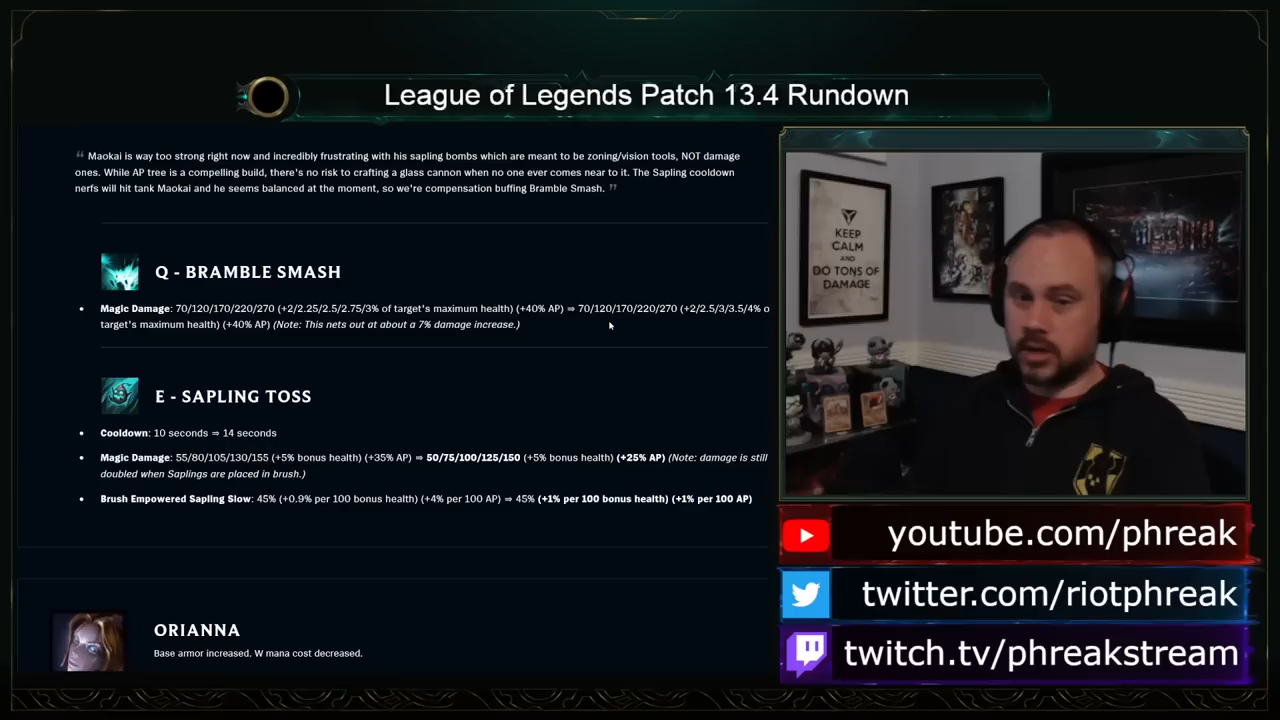 League of Legends Patch 13.4 Rundown
“ Maokai is way too strong right now and incredibly frustrating with his sapling bombs which are meant to be zoning/vision tools, NOT damage
ones. While AP tree is a compelling build, there's no risk to crafting a glass cannon when no one ever comes near to it. The Sapling cooldown
nerfs will hit tank Maokai and he seems balanced at the moment, so we're compensation buffing Bramble Smash. ”
Q - BRAMBLE SMASH
• Magic Damage: 70/120/170/220/270 (+2/2.25/2.5/2.75/3% of target's maximum health) (+40% AP) ⇒ 70/120/170/220/270 (+2/2.5/3/3.5/4% o
target's maximum health) (+40% AP) (Note: This nets out at about a 7% damage increase.)
E - SAPLING TOSS
• Cooldown: 10 seconds ⇒ 14 seconds
• Magic Damage: 55/80/105/130/155 (+5% bonus health) (+35% AP) ⇒ 50/75/100/125/150 (+5% bonus health) (+25% AP) (Note: damage is still
doubled when Saplings are placed in brush.)
• Brush Empowered Sapling Slow: 45% (+0.9% per 100 bonus health) (+4% per 100 AP) ⇒ 45% (+1% per 100 bonus health) (+1% per 100 AP)
ORIANNA
Base armor increased. W mana cost decreased.
KEEP
CALM
AND
DO TONS OF
DAMAGE
youtube.com/phreak
twitter.com/riotphreak
twitch.tv/phreakstream